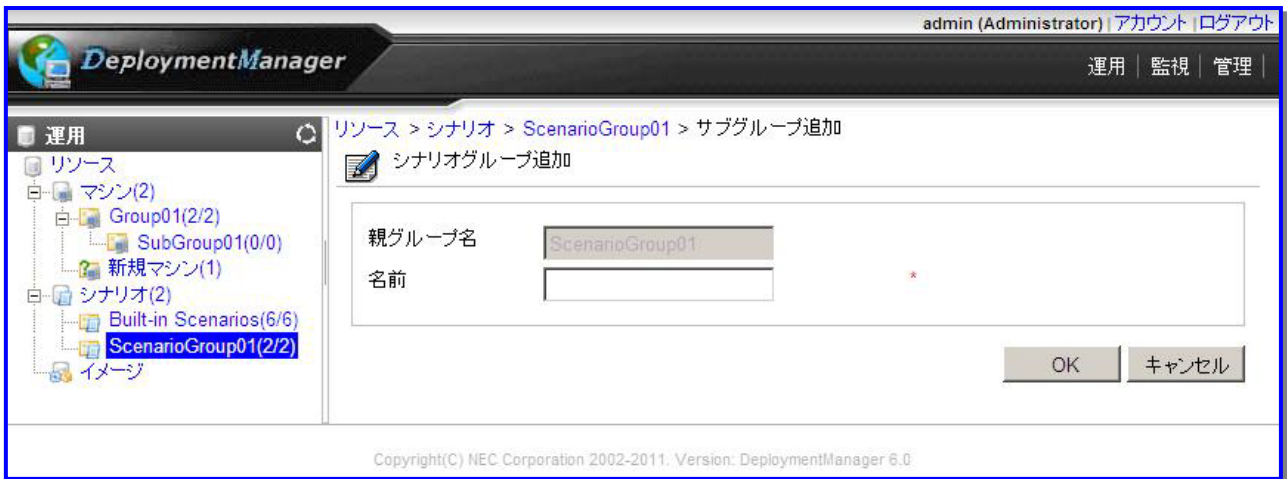 admin (Administrator) | アカウント | ログアウト
DeploymentManager
運用 | 監視 | 管理 |
運用
リソース
マシン(2)
Group01(2/2)
SubGroup01(0/0)
新規マシン(1)
シナリオ(2)
Built-in Scenarios(6/6)
ScenarioGroup01(2/2)
イメージ
リソース > シナリオ > ScenarioGroup01 > サブグループ追加
シナリオグループ追加
親グループ名 ScenarioGroup01
名前 *
OK キャンセル
Copyright(C) NEC Corporation 2002-2011. Version: DeploymentManager 6.0